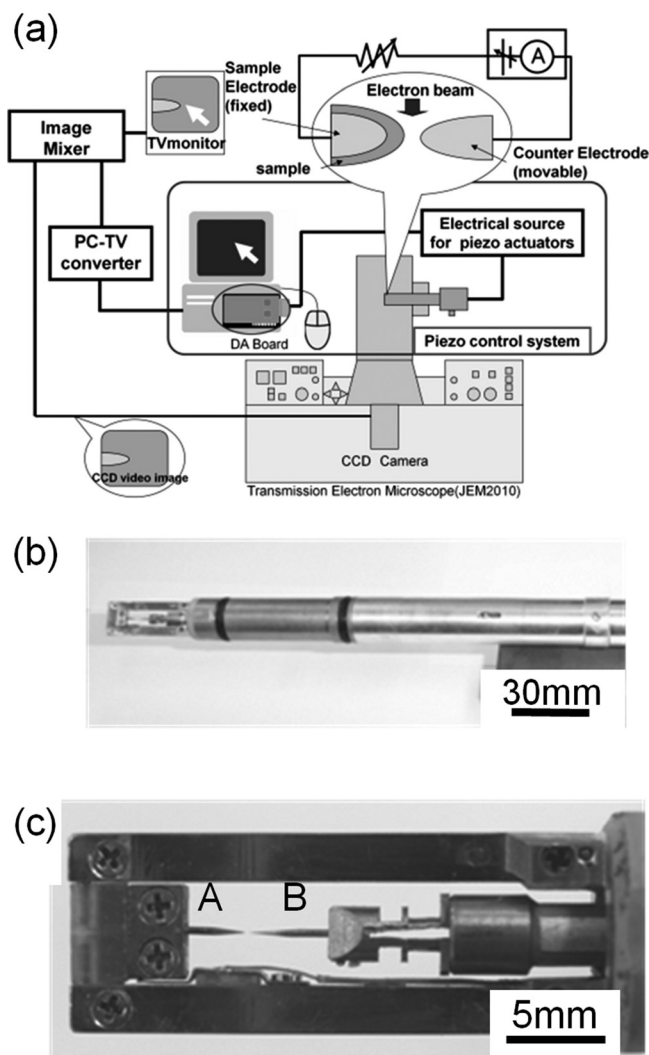 (a)
Sample
Electrode
(fixed)
A
Electron beam
Image
Mixer
TVmonitor
sample
Counter Electrode
(movable)
PC-TV
converter
Electrical source
for piezo actuators
DA Board
Piezo control system
CCD Camera
CCD video image
Transmission Electron Microscope(JEM2010)
(b)
30mm
(c)
A B
5mm